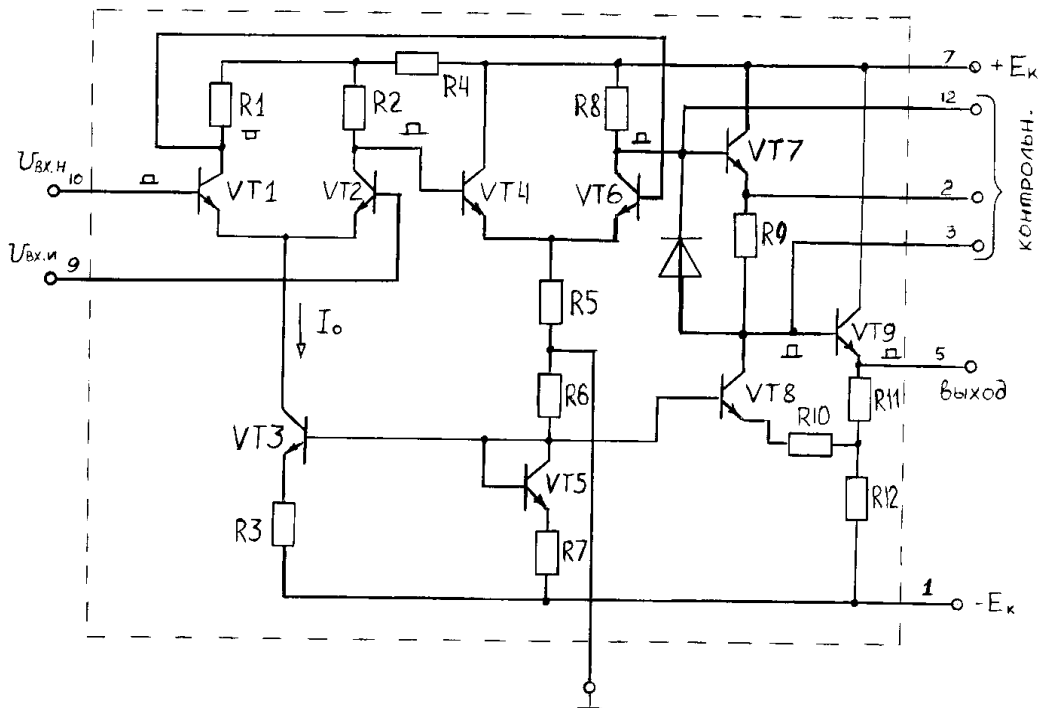 7
+Eк
R4
R1
R2
R8
12
Uвх.н 10
VT1
VT2
VT4
VT6
VT7
2
R9
3
контрольн.
Uвх.и
9
R5
I₀
VT9
5
выход
R6
VT8
R11
R10
VT3
VT5
R12
R3
R7
1
-Eк